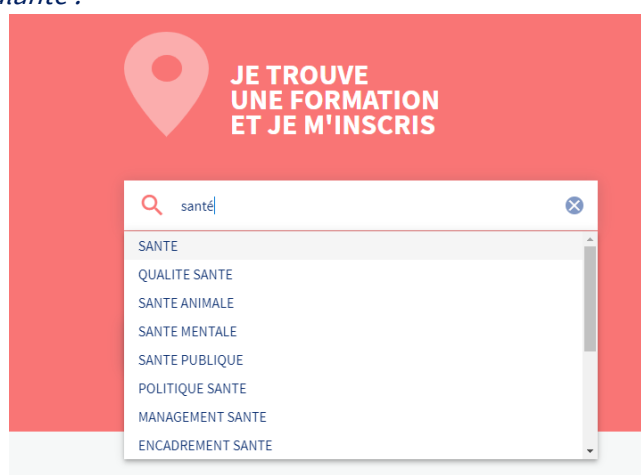 JE TROUVE
UNE FORMATION
ET JE M'INSCRIS
santé
SANTE
QUALITE SANTE
SANTE ANIMALE
SANTE MENTALE
SANTE PUBLIQUE
POLITIQUE SANTE
MANAGEMENT SANTE
ENCADREMENT SANTE